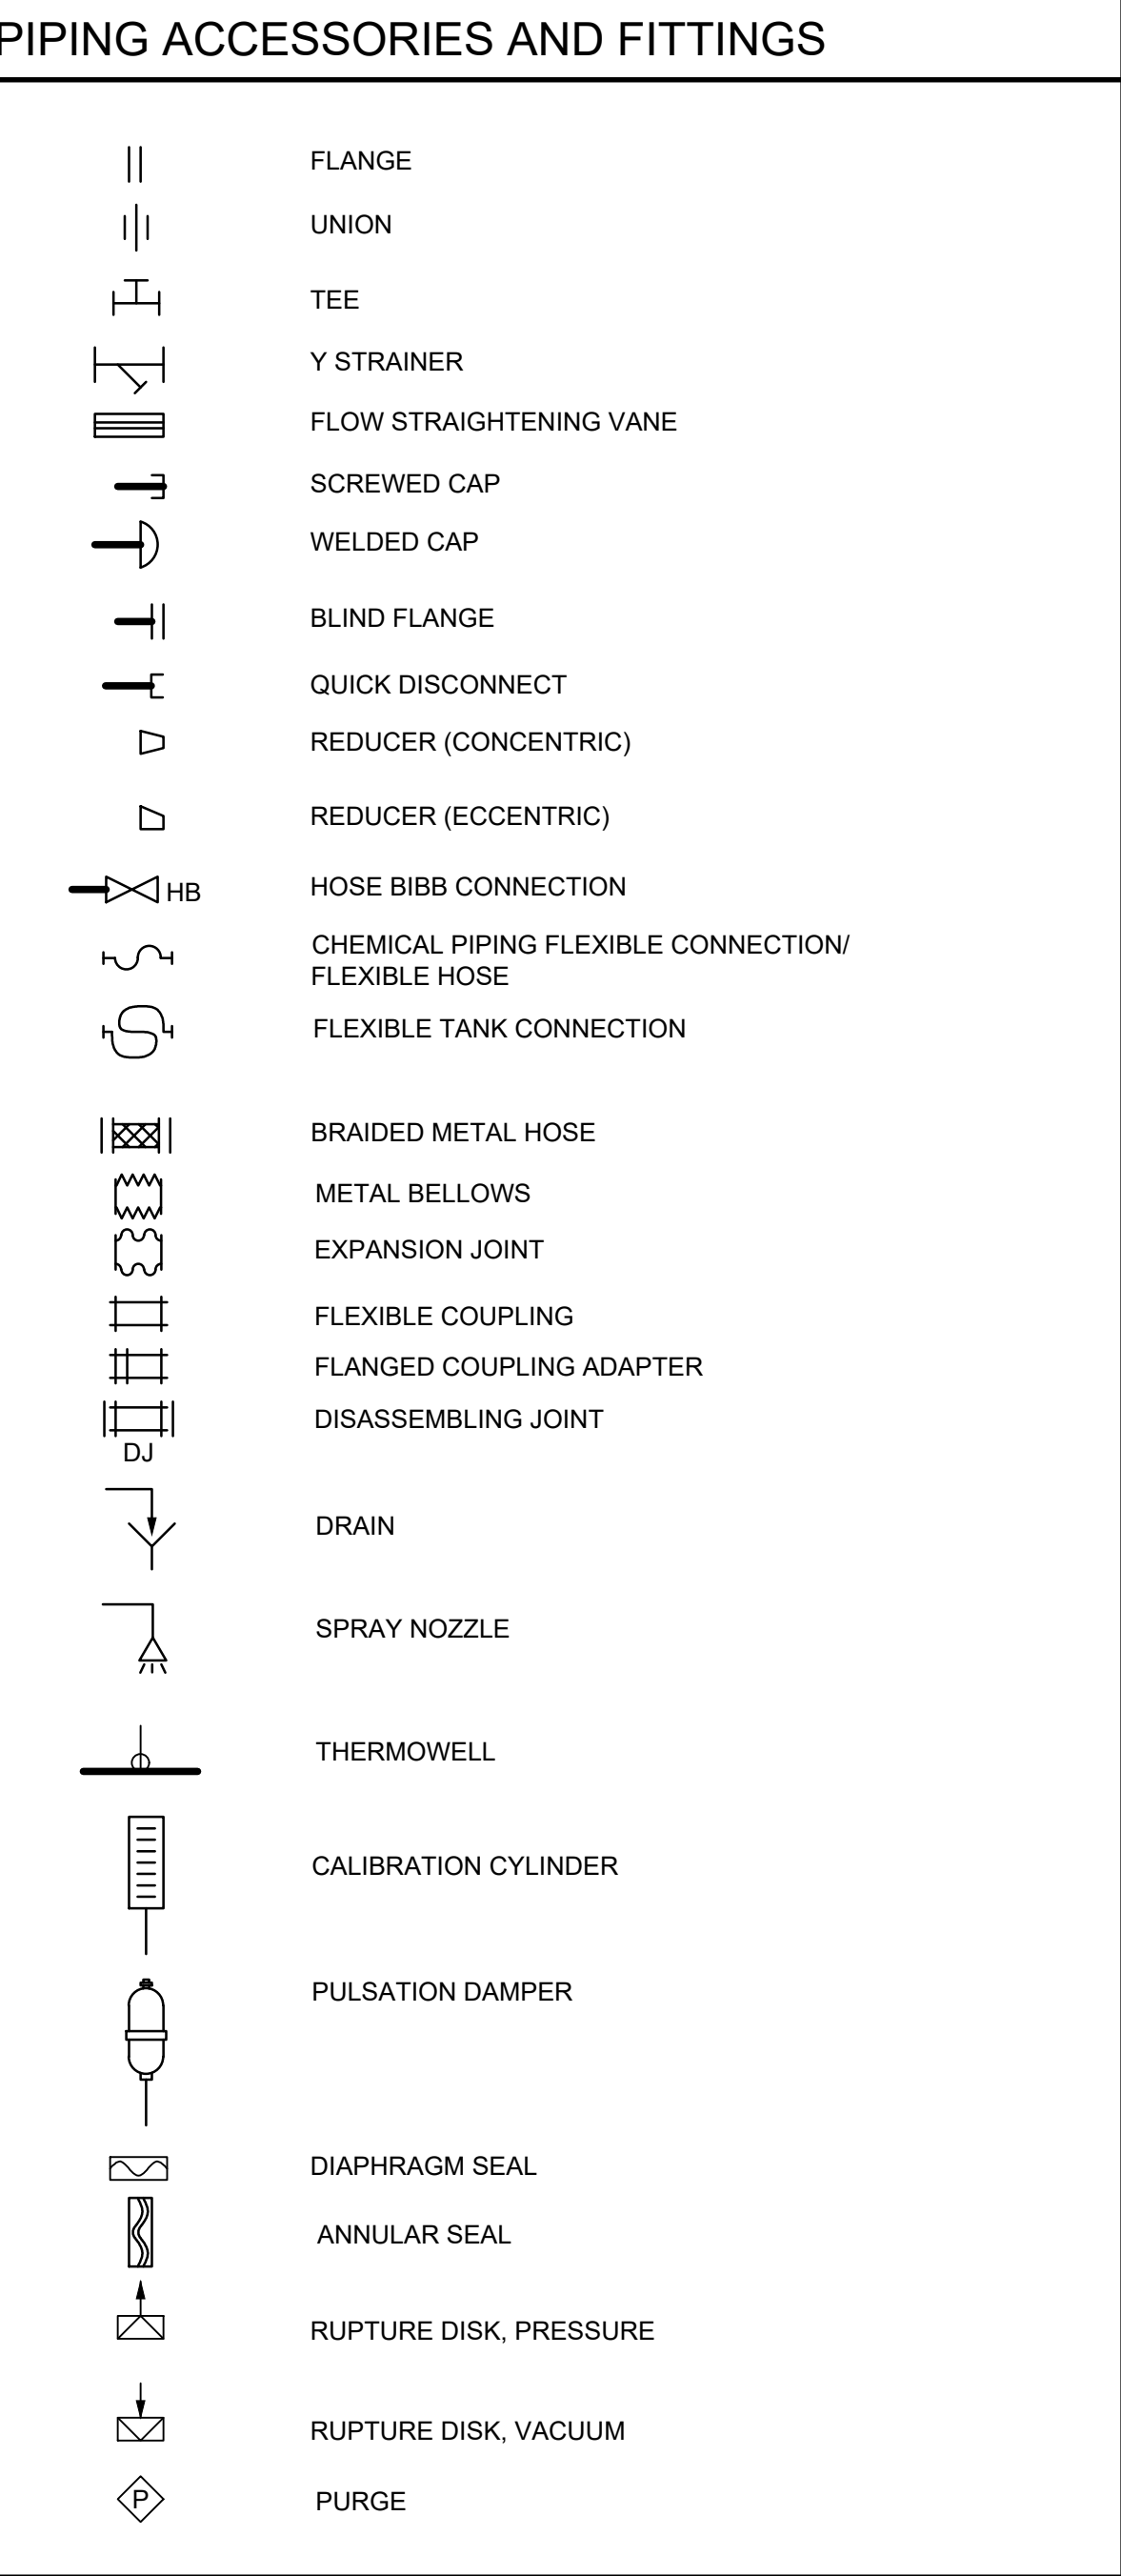 PIPING ACCESSORIES AND FITTINGS
FLANGE
UNION
TEE
Y STRAINER
FLOW STRAIGHTENING VANE
SCREWED CAP
WELDED CAP
BLIND FLANGE
QUICK DISCONNECT
REDUCER (CONCENTRIC)
REDUCER (ECCENTRIC)
HB HOSE BIBB CONNECTION
CHEMICAL PIPING FLEXIBLE CONNECTION/
FLEXIBLE HOSE
FLEXIBLE TANK CONNECTION
BRAIDED METAL HOSE
METAL BELLOWS
EXPANSION JOINT
FLEXIBLE COUPLING
FLANGED COUPLING ADAPTER
DISASSEMBLING JOINT
DJ
DRAIN
SPRAY NOZZLE
THERMOWELL
CALIBRATION CYLINDER
PULSATION DAMPER
DIAPHRAGM SEAL
ANNULAR SEAL
RUPTURE DISK, PRESSURE
RUPTURE DISK, VACUUM
P PURGE